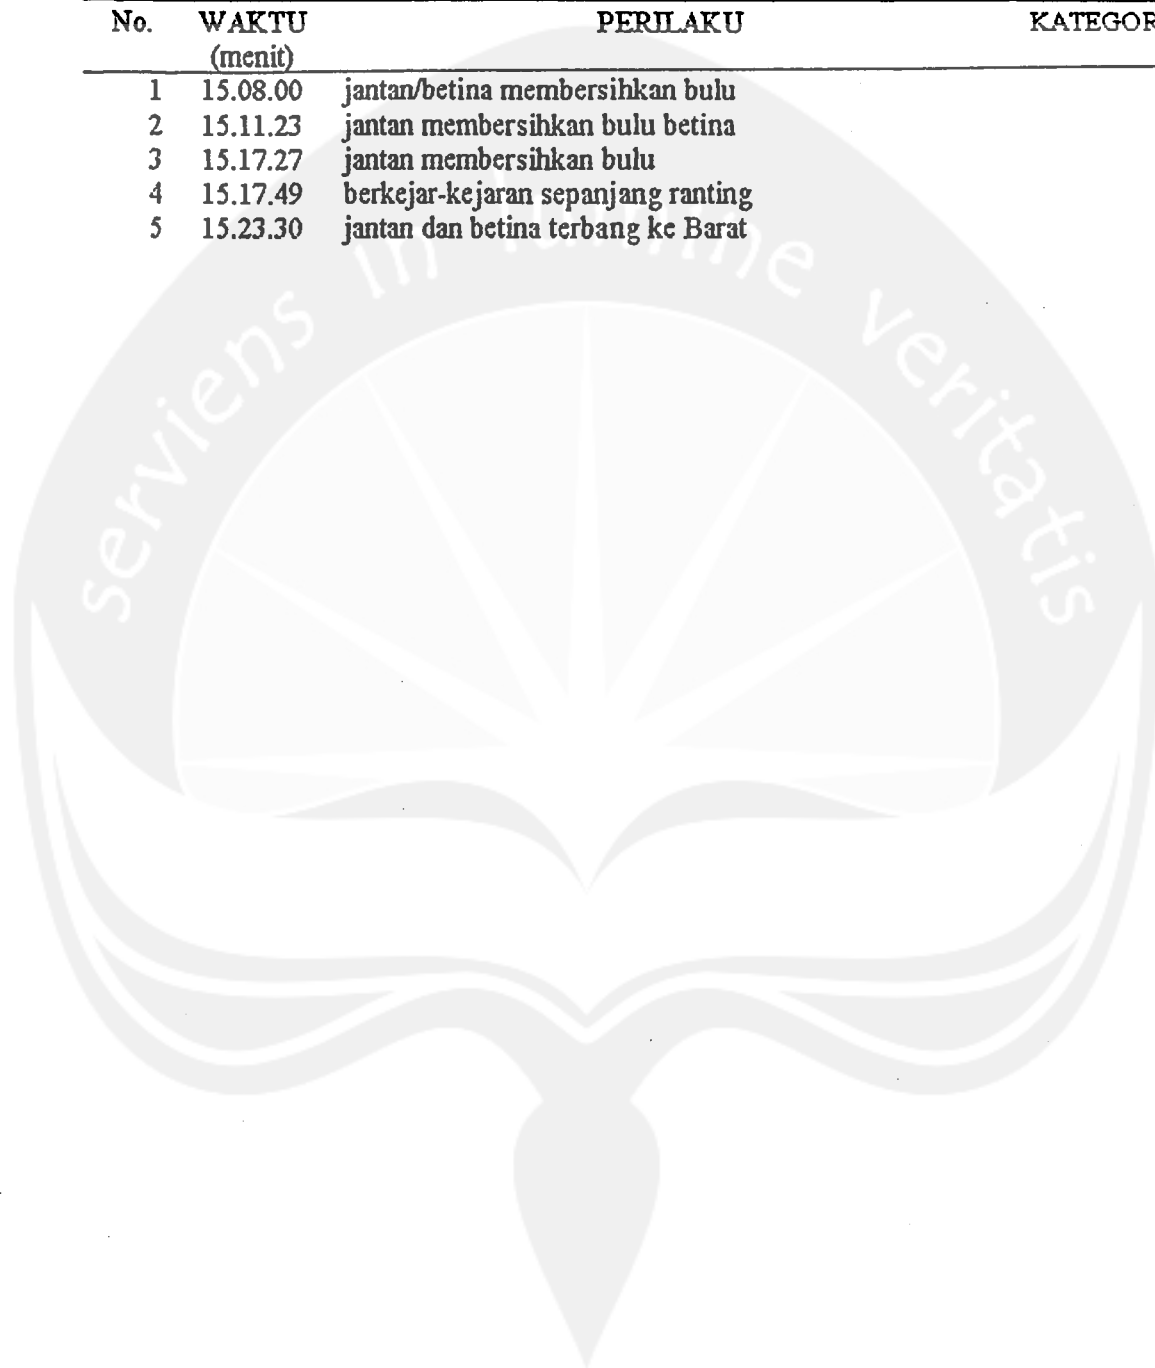 No. WAKTU PERILAKU KATEGOR
(menit)
1 15.08.00 jantan/betina membersihkan bulu
2 15.11.23 jantan membersihkan bulu betina
3 15.17.27 jantan membersihkan bulu
4 15.17.49 berkejar-kejaran sepanjang ranting
5 15.23.30 jantan dan betina terbang ke Barat
serviens in lumine veritatis